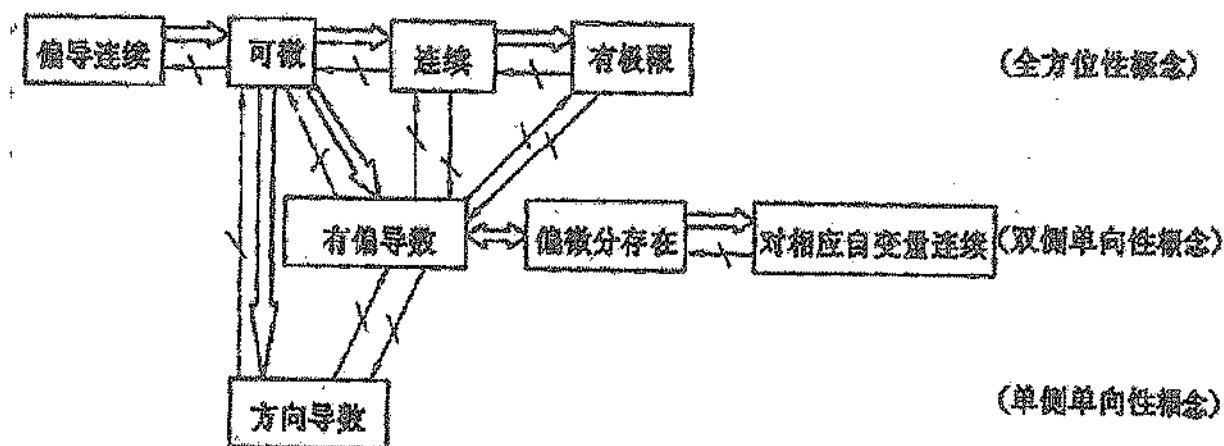 偏导连续 可微 连续 有极限 (全方位性概念)
有偏导数 偏微分存在 对相应自变量连续 (双侧单向性概念)
方向导数 (单侧单向性概念)